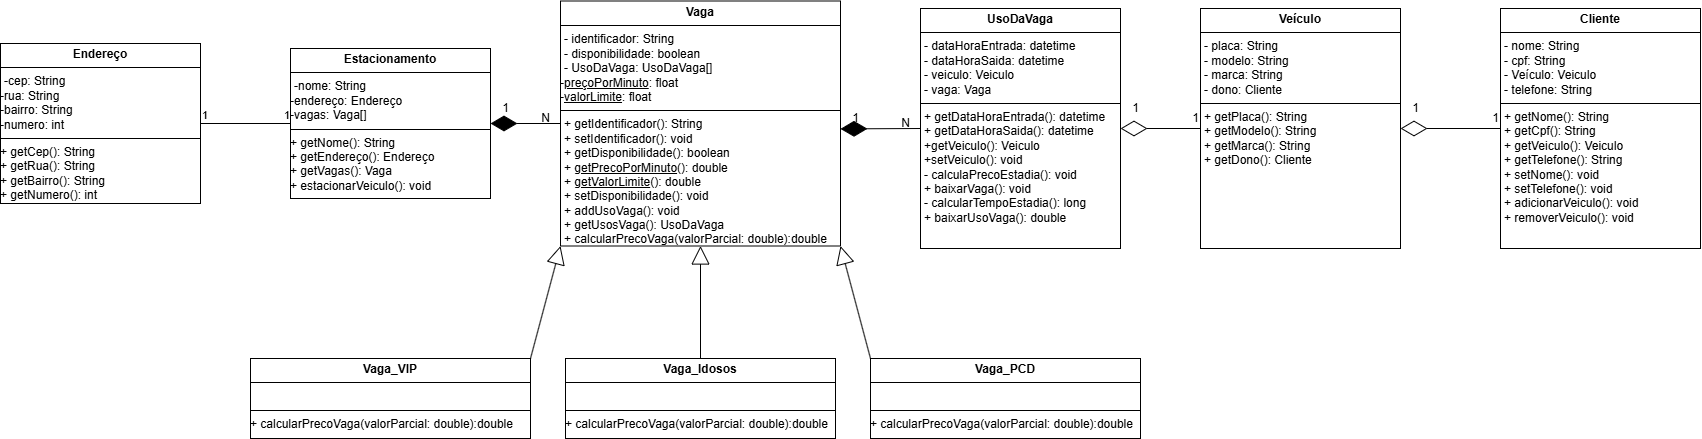 Endereço
-cep: String
-rua: String
-bairro: String
-numero: int
+ getCep(): String
+ getRua(): String
+ getBairro(): String
+ getNumero(): int
1
1
Estacionamento
-nome: String
-endereço: Endereço
-vagas: Vaga[]
+ getNome(): String
+ getEndereço(): Endereço
+ getVagas(): Vaga
+ estacionarVeiculo(): void
1
N
Vaga
- identificador: String
- disponibilidade: boolean
- UsoDaVaga: UsoDaVaga[]
-preçoPorMinuto: float
-valorLimite: float
+ getIdentificador(): String
+ setIdentificador(): void
+ getDisponibilidade(): boolean
+ getPrecoPorMinuto(): double
+ getValorLimite(): double
+ setDisponibilidade(): void
+ addUsoVaga(): void
+ getUsosVaga(): UsoDaVaga
+ calcularPrecoVaga(valorParcial: double):double
1
N
UsoDaVaga
- dataHoraEntrada: datetime
- dataHoraSaida: datetime
- veiculo: Veiculo
- vaga: Vaga
+ getDataHoraEntrada(): datetime
+ getDataHoraSaida(): datetime
+getVeiculo(): Veiculo
+setVeiculo(): void
- calculaPrecoEstadia(): void
+ baixarVaga(): void
- calcularTempoEstadia(): long
+ baixarUsoVaga(): double
1
1
Veículo
- placa: String
- modelo: String
- marca: String
- dono: Cliente
+ getPlaca(): String
+ getModelo(): String
+ getMarca(): String
+ getDono(): Cliente
1
1
Cliente
- nome: String
- cpf: String
- Veículo: Veiculo
- telefone: String
+ getNome(): String
+ getCpf(): String
+ getVeiculo(): Veiculo
+ getTelefone(): String
+ setNome(): void
+ setTelefone(): void
+ adicionarVeiculo(): void
+ removerVeiculo(): void
Vaga_VIP
+ calcularPrecoVaga(valorParcial: double):double
Vaga_Idosos
+ calcularPrecoVaga(valorParcial: double):double
Vaga_PCD
+ calcularPrecoVaga(valorParcial: double):double